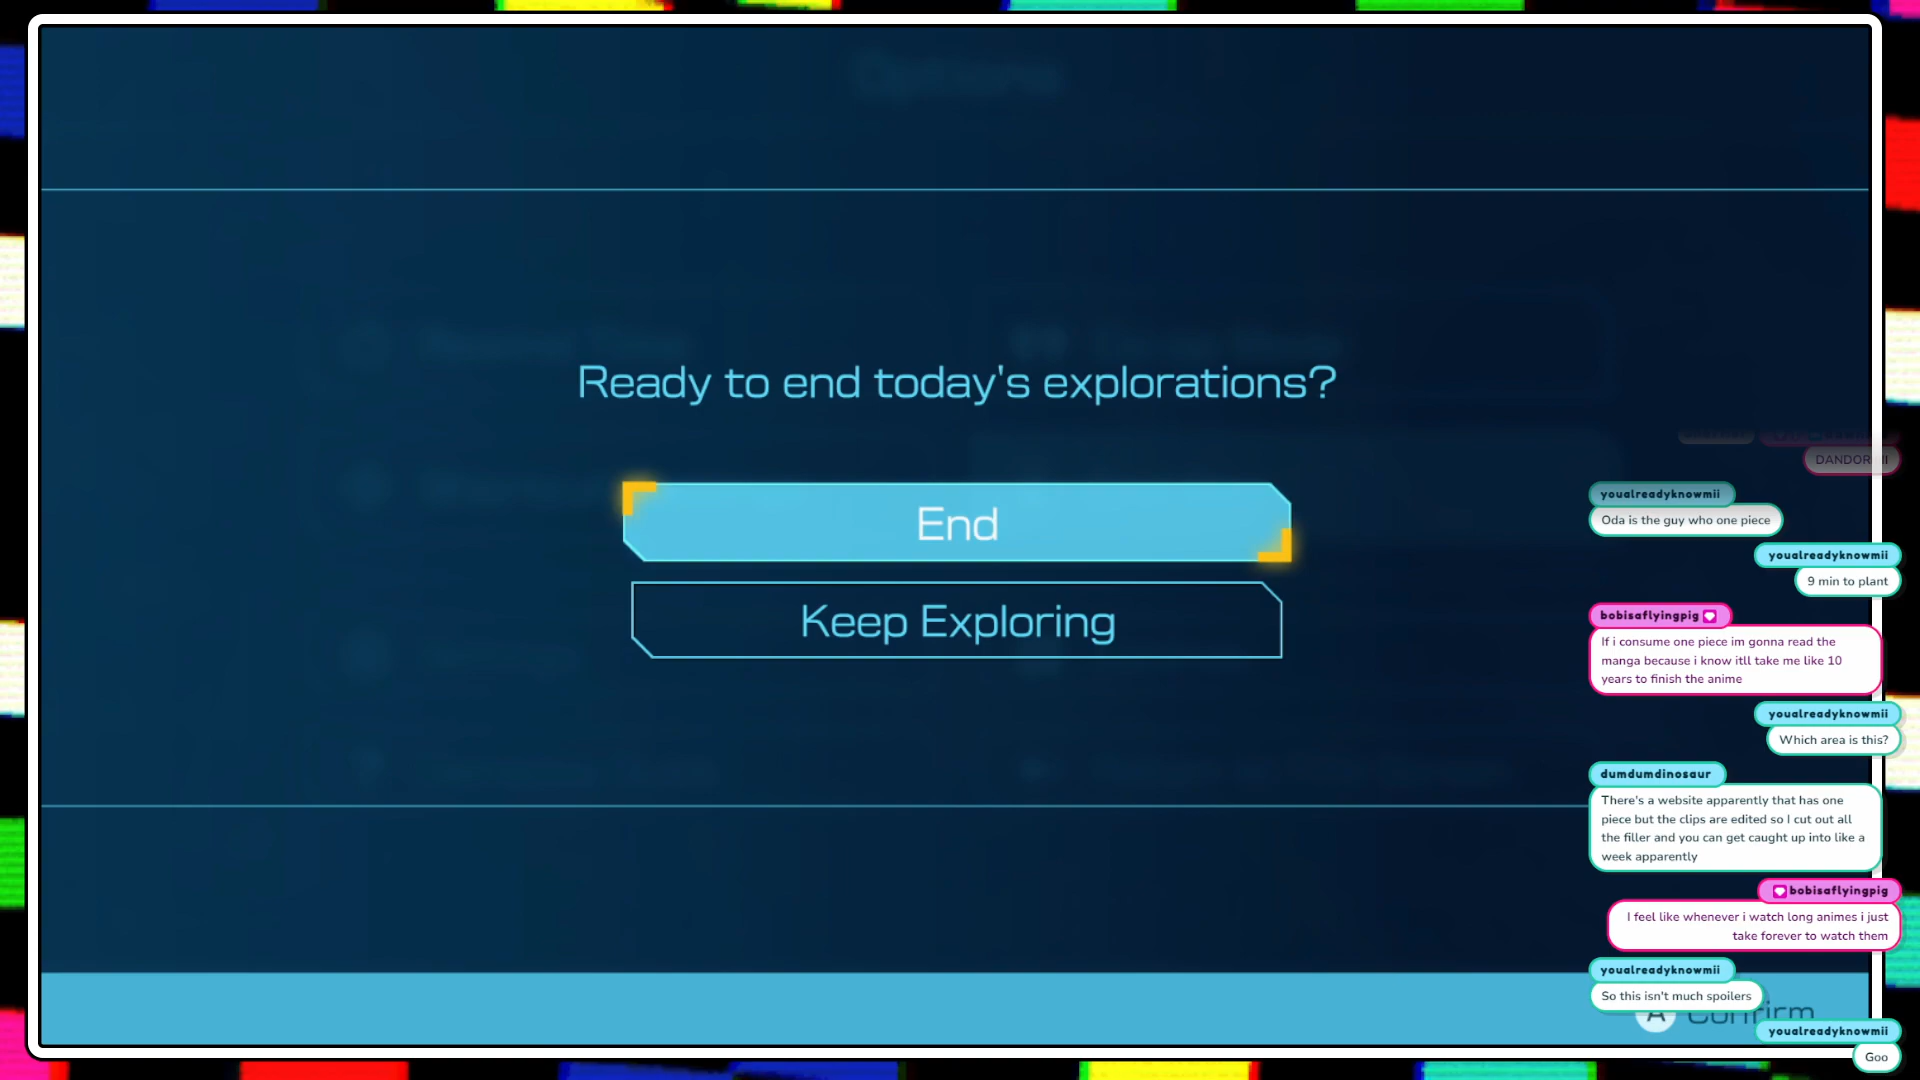 Options
Ready to end today's explorations?
End
Keep Exploring
A Confirm
DANDORIIII
youalreadyknowmii
Oda is the guy who one piece
youalreadyknowmii
9 min to plant
bobisaflyingpig
If i consume one piece im gonna read the
manga because i know itll take me like 10
years to finish the anime
youalreadyknowmii
Which area is this?
dumdumdinosaur
There's a website apparently that has one
piece but the clips are edited so I cut out all
the filler and you can get caught up into like a
week apparently
bobisaflyingpig
I feel like whenever i watch long animes i just
take forever to watch them
youalreadyknowmii
So this isn't much spoilers
youalreadyknowmii
Goo